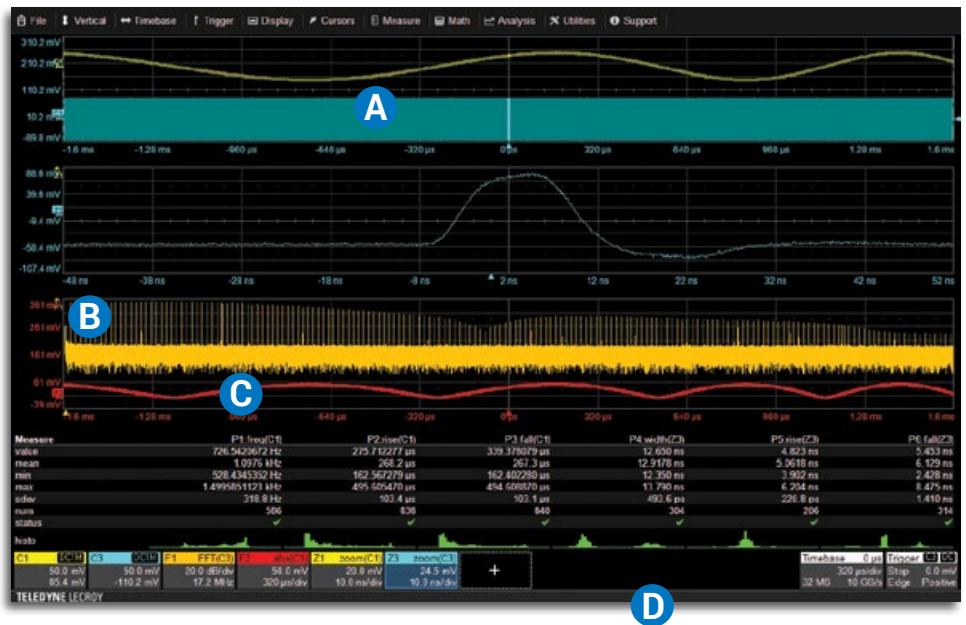 File Vertical Timebase Trigger Display Cursors Measure Math Analysis Utilities Support
310.2 mV
210.2 mV
110.2 mV
10.2 mV
-89.8 mV
A
-1.6 ms -1.28 ms -960 µs -640 µs -320 µs 0 µs 320 µs 640 µs 960 µs 1.28 ms 1.6 ms
88.6 mV
39.6 mV
-9.4 mV
-58.4 mV
-107.4 mV
-48 ns -38 ns -28 ns -18 ns -8 ns 2 ns 12 ns 22 ns 32 ns 42 ns 52 ns
B
361 mV
261 mV
161 mV
61 mV
-39 mV
C
-1.6 ms -1.28 ms -640 µs -320 µs 0 µs 320 µs 640 µs 960 µs 1.28 ms 1.6 ms
Measure P1:freq(C1) P2:rise(C1) P3:fall(C1) P4:width(Z3) P5:rise(Z3) P6:fall(Z3)
value 726.5420672 Hz 275.712277 µs 339.378079 µs 12.650 ns 4.823 ns 5.453 ns
mean 1.0976 kHz 268.2 µs 267.3 µs 12.9178 ns 5.0618 ns 6.129 ns
min 528.4345352 Hz 162.567279 µs 162.402280 µs 12.350 ns 3.902 ns 2.428 ns
max 1.4995851123 kHz 495.605470 µs 494.608870 µs 13.790 ns 6.204 ns 8.475 ns
sdev 318.8 Hz 103.4 µs 103.1 µs 493.6 ps 220.8 ps 1.410 ns
num 586 838 840 304 206 314
status
histo
C1 DC1M C3 DC1M F1 FFT(C3) F2 Z1 zoom(C1) Z3 zoom(C3) Timebase 0 µs Trigger C3 DC
50.0 mV 50.0 mV 20.0 dB/div 50.0 mV 20.0 mV 24.5 mV + 320 µs/div Stop 0.0 mV
85.4 mV -110.2 mV 17.2 MHz 320 µs/div 10.0 ns/div 10.0 ns/div 32 MS 10 GS/s Edge Positive
TELEDYNE LECROY
D